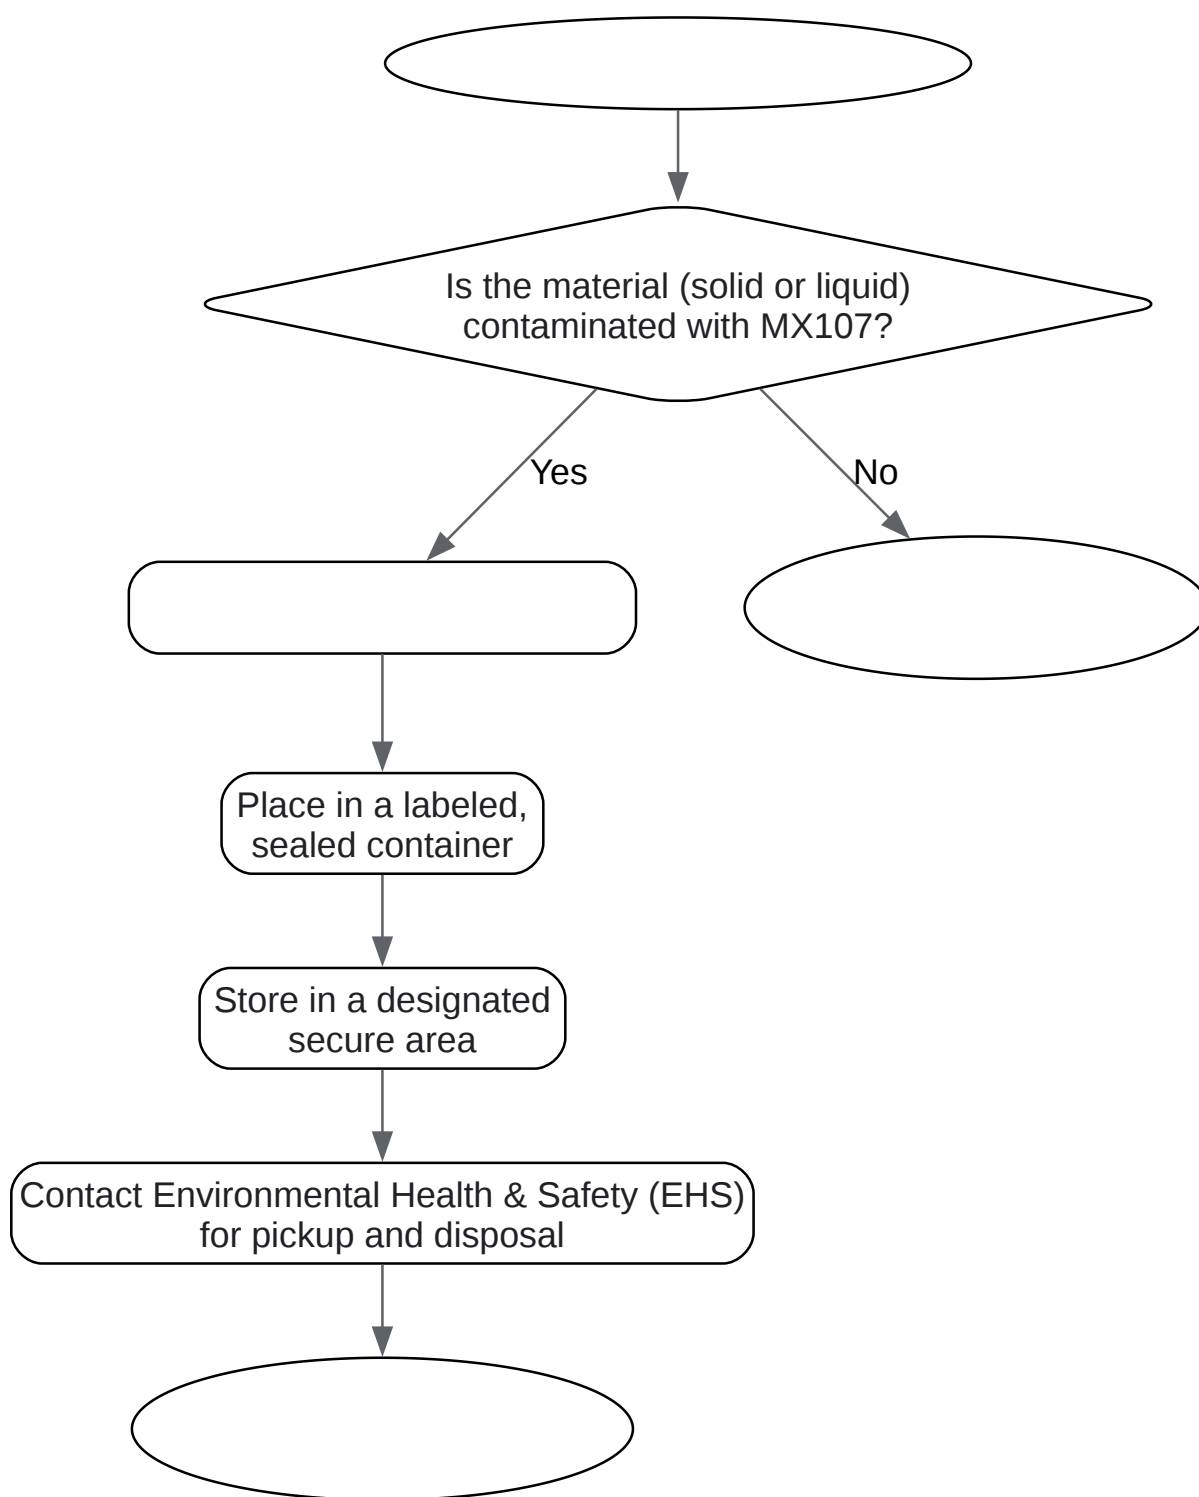 Is the material (solid or liquid)
contaminated with MX107?
Yes
No
Place in a labeled,
sealed container
Store in a designated
secure area
Contact Environmental Health & Safety (EHS)
for pickup and disposal